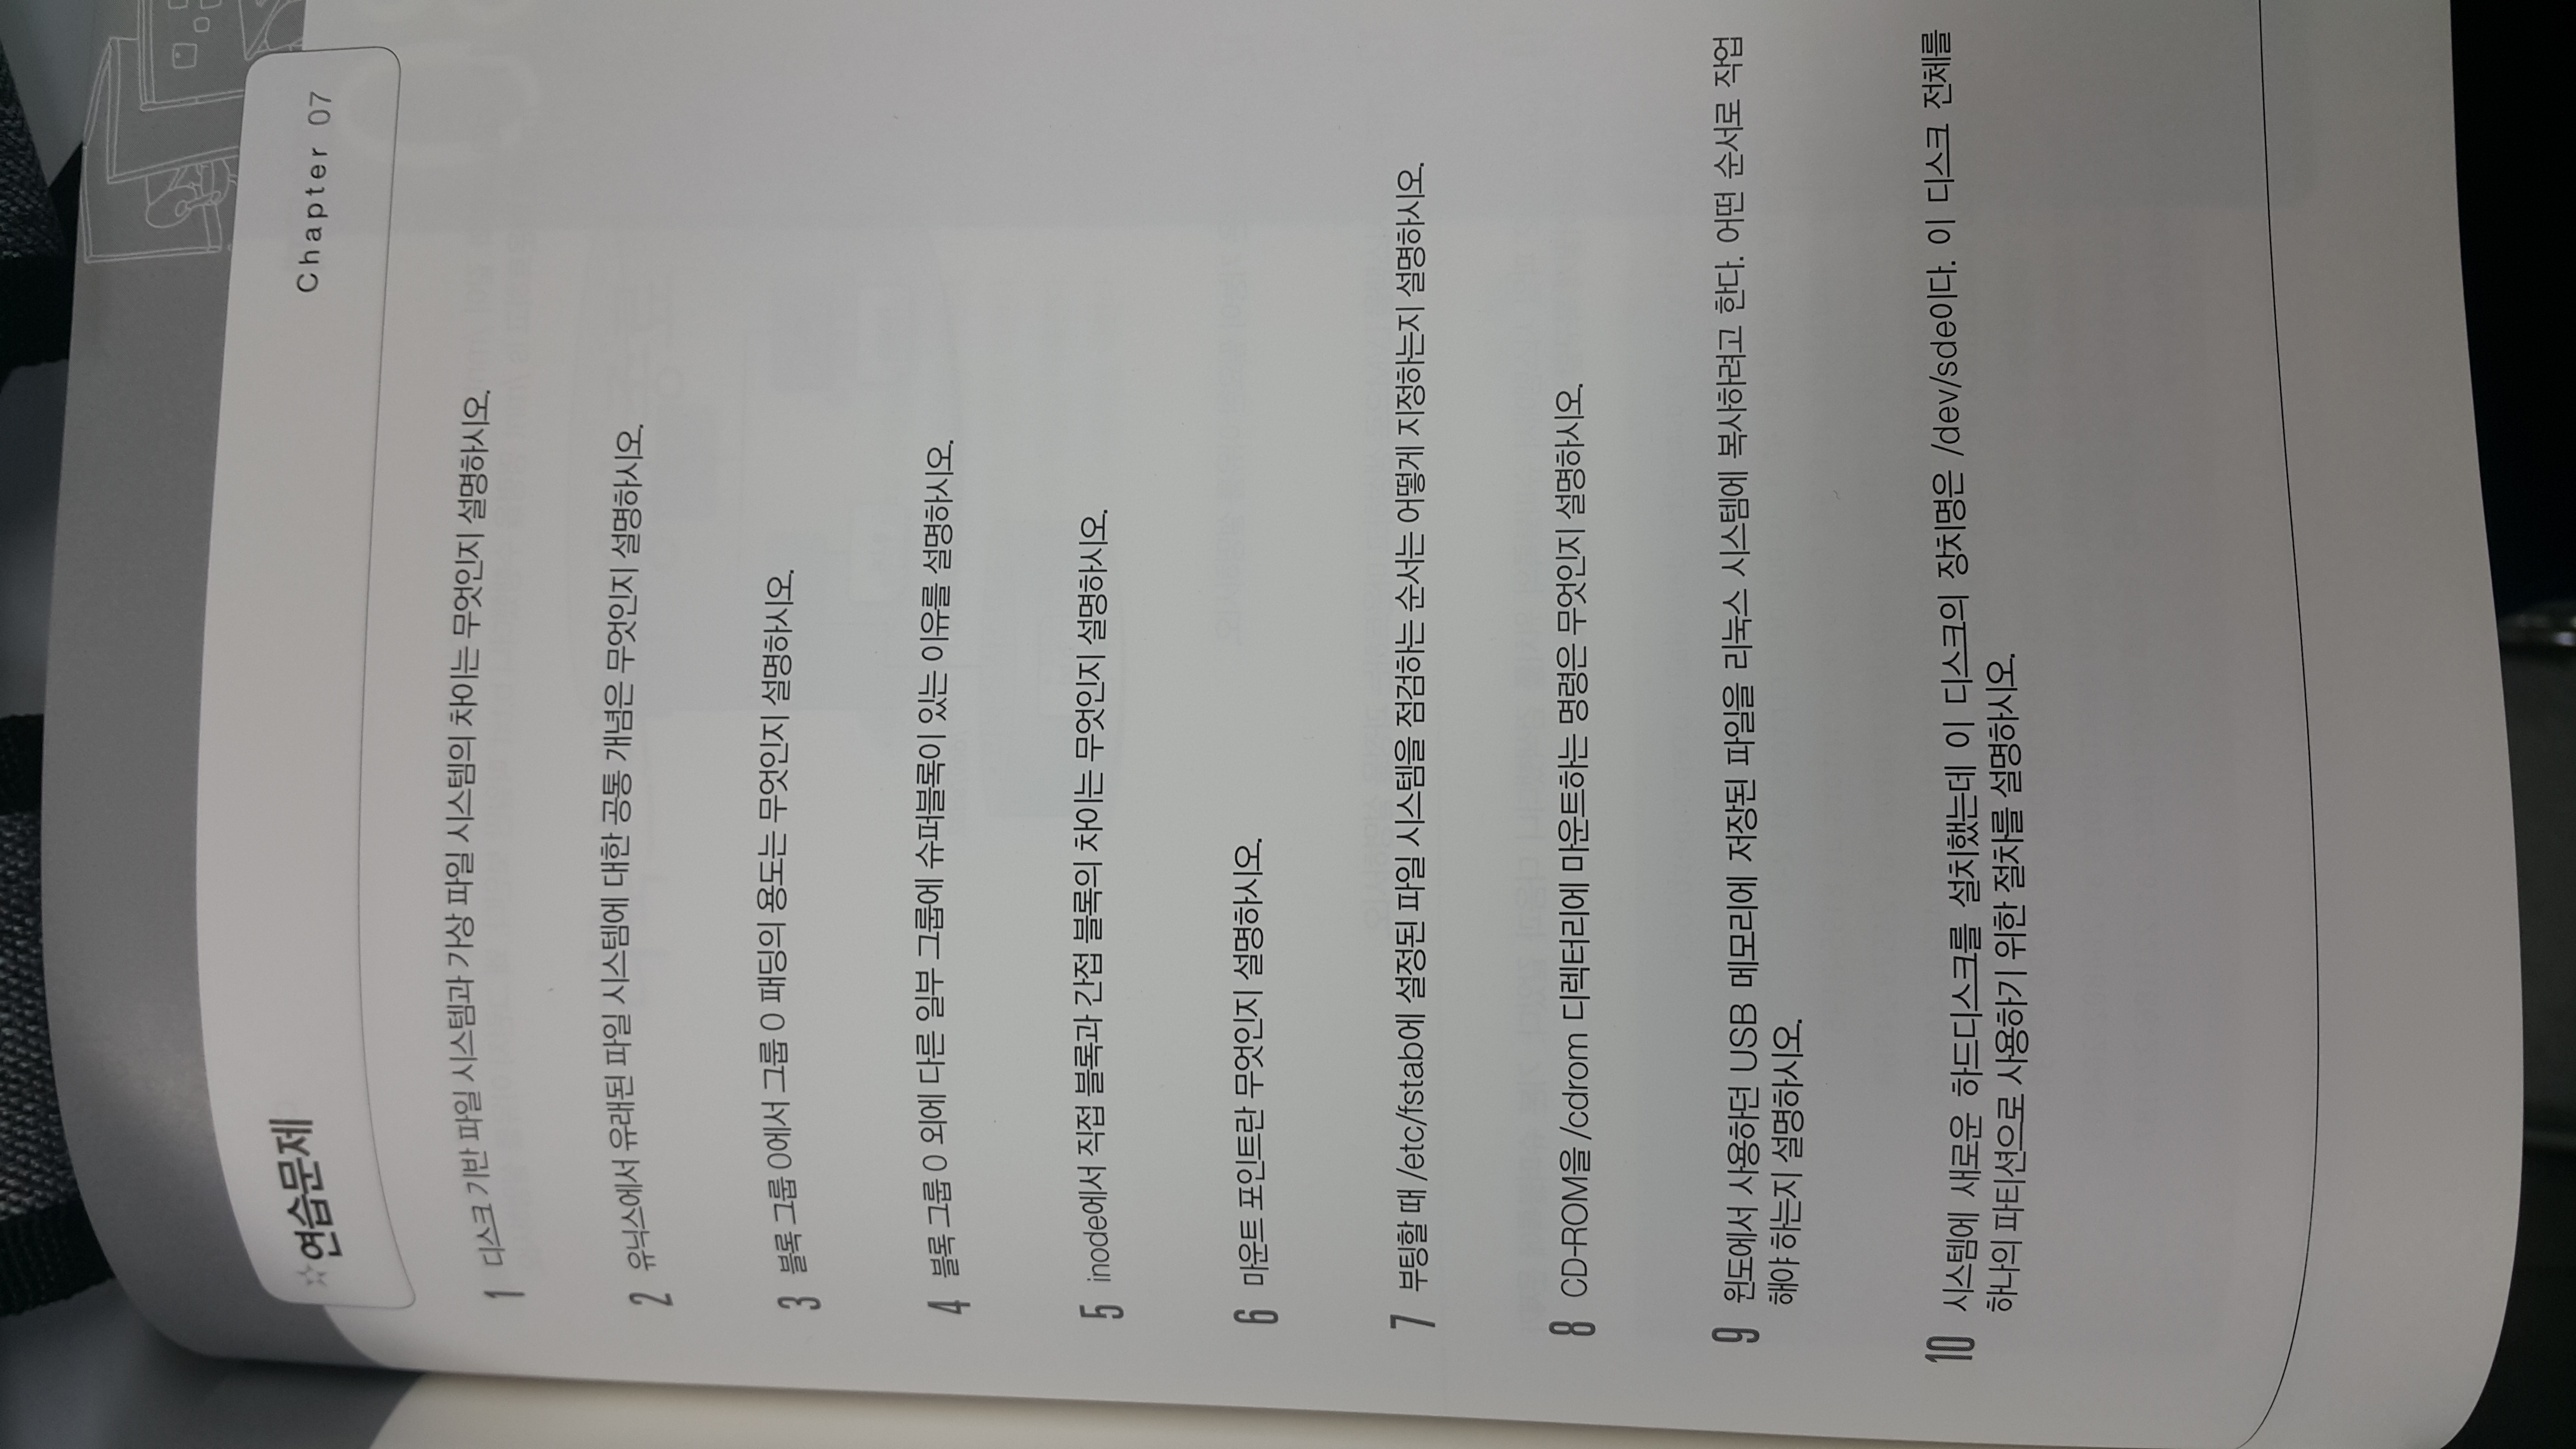 연습문제
Chapter 07
1 디스크 기반 파일 시스템과 가상 파일 시스템의 차이는 무엇인지 설명하시오.
2 유닉스에서 유래된 파일 시스템에 대한 공통 개념은 무엇인지 설명하시오.
3 블록 그룹 0에서 그룹 0 패딩의 용도는 무엇인지 설명하시오.
4 블록 그룹 0 외에 다른 일부 그룹에 슈퍼블록이 있는 이유를 설명하시오.
5 inode에서 직접 블록과 간접 블록의 차이는 무엇인지 설명하시오.
6 마운트 포인트란 무엇인지 설명하시오.
7 부팅할 때 /etc/fstab에 설정된 파일 시스템을 점검하는 순서는 어떻게 지정하는지 설명하시오.
8 CD-ROM을 /cdrom 디렉터리에 마운트하는 명령은 무엇인지 설명하시오.
9 윈도에서 사용하던 USB 메모리에 저장된 파일을 리눅스 시스템에 복사하려고 한다. 어떤 순서로 작업
해야 하는지 설명하시오.
10 시스템에 새로운 하드디스크를 설치했는데 이 디스크의 장치명은 /dev/sde이다. 이 디스크 전체를
하나의 파티션으로 사용하기 위한 절차를 설명하시오.